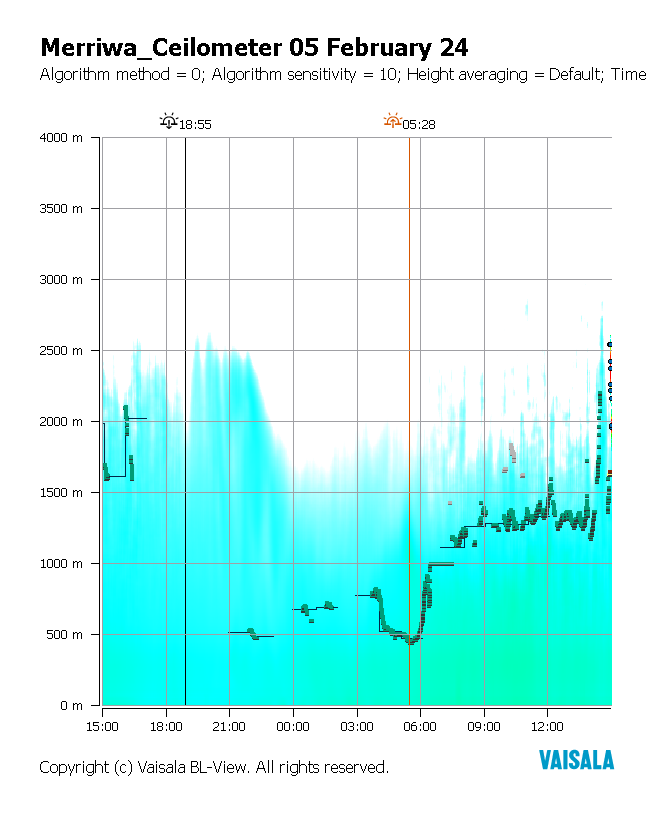 Merriwa_Ceilometer 05 February 24
Algorithm method = 0; Algorithm sensitivity = 10; Height averaging = Default; Time
18:55 05:28
4000 m
3500 m
3000 m
2500 m
2000 m
1500 m
1000 m
500 m
0 m
15:00 18:00 21:00 00:00 03:00 06:00 09:00 12:00
Copyright (c) Vaisala BL-View. All rights reserved.
VAISALA